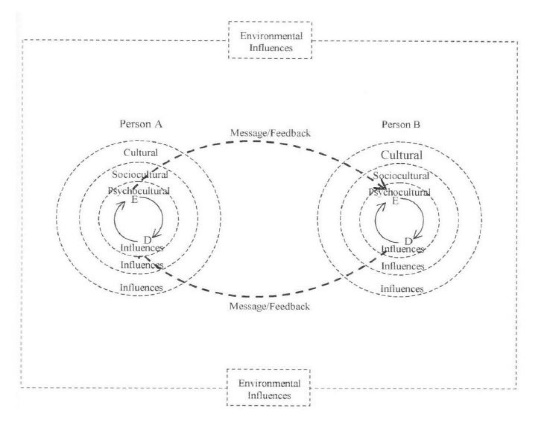 Environmental
Influences
Person A
Person B
Message/Feedback
Cultural
Cultural
Sociocultural
Sociocultural
Psychocultural
Psychocultural
E
E
D
D
Influences
Influences
Influences
Influences
Influences
Influences
Message/Feedback
Environmental
Influences